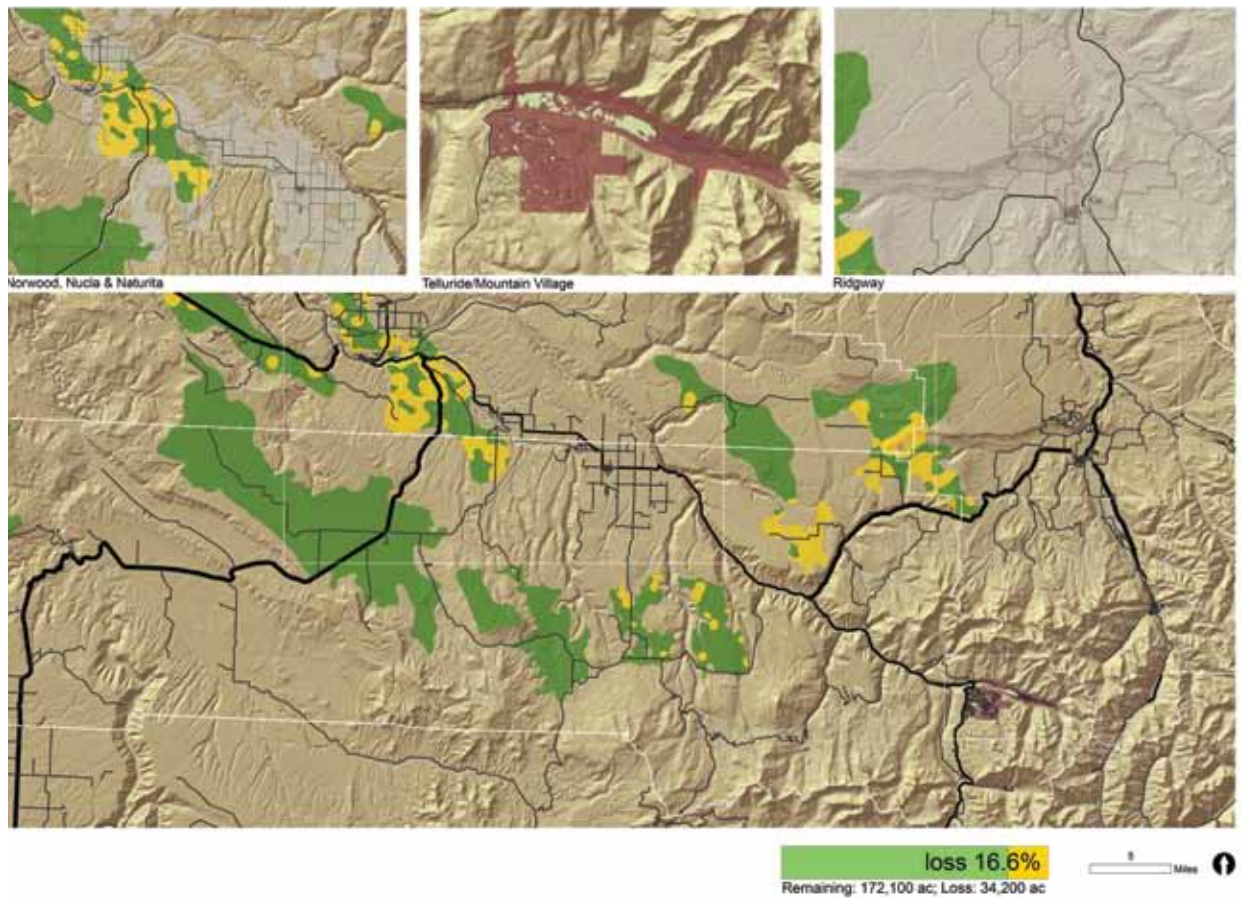 Norwood, Nucla & Naturita
Telluride/Mountain Village
Ridgway
loss 16.6%
Remaining: 172,100 ac; Loss: 34,200 ac
5
Miles